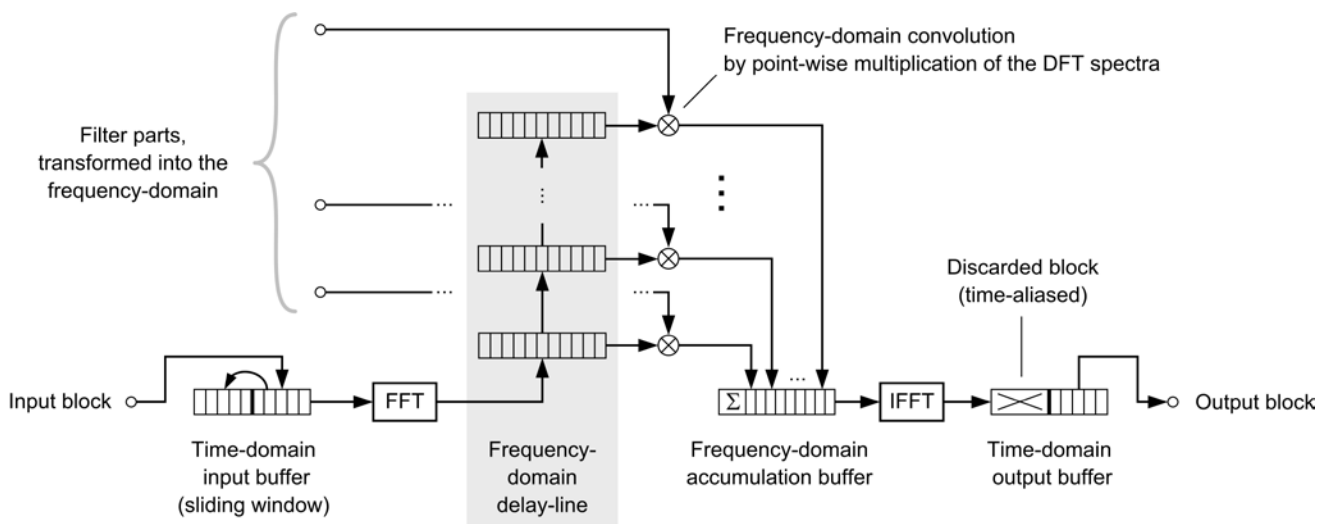 Frequency-domain convolution
by point-wise multiplication of the DFT spectra
Filter parts,
transformed into the
frequency-domain
...
...
...
...
...
...
Discarded block
(time-aliased)
Input block
FFT
Σ
...
IFFT
Output block
Time-domain
input buffer
(sliding window)
Frequency-
domain
delay-line
Frequency-domain
accumulation buffer
Time-domain
output buffer